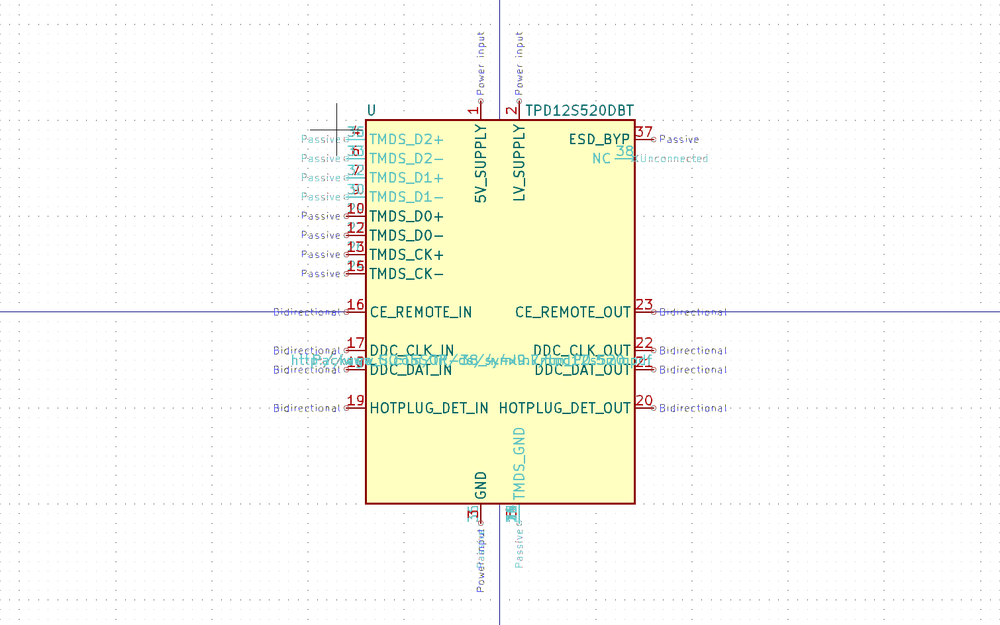 Power input
Power input
1
2
U
TPD12S520DBT
5V_SUPPLY
LV_SUPPLY
Passive
TMDS_D2+
ESD_BYP
37
Passive
Passive
6
TMDS_D2-
NC
38
Unconnected
Passive
7
TMDS_D1+
Passive
9
TMDS_D1-
Passive
10
TMDS_D0+
Passive
12
TMDS_D0-
Passive
13
TMDS_CK+
Passive
15
TMDS_CK-
Bidirectional
16
CE_REMOTE_IN
CE_REMOTE_OUT
23
Bidirectional
Bidirectional
17
DDC_CLK_IN
DDC_CLK_OUT
22
Bidirectional
Bidirectional
DDC_DAT_IN
DDC_DAT_OUT
Bidirectional
Bidirectional
19
HOTPLUG_DET_IN
HOTPLUG_DET_OUT
20
Bidirectional
GND
TMDS_GND
Power input
Passive